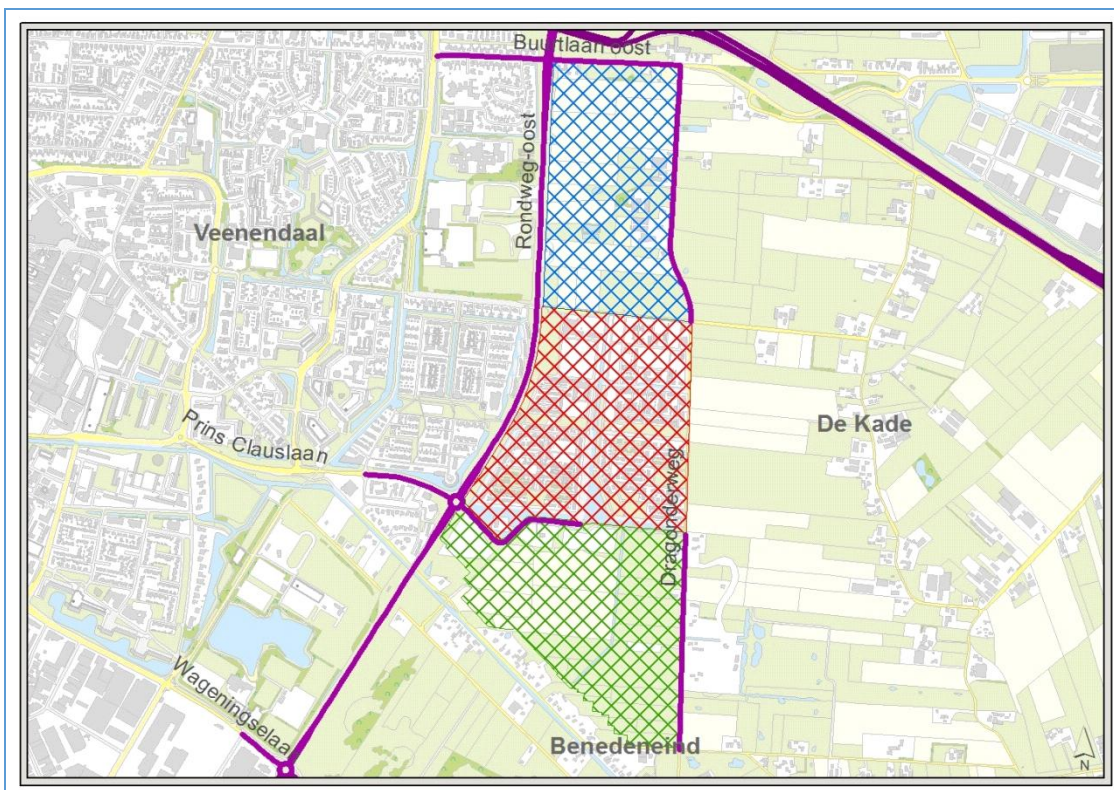 Buurtlaan oost
Rondweg-oost
Veenendaal
Prins Clauslaan
De Kade
Dragonderweg
Wageningselaa
Benedeneind
N